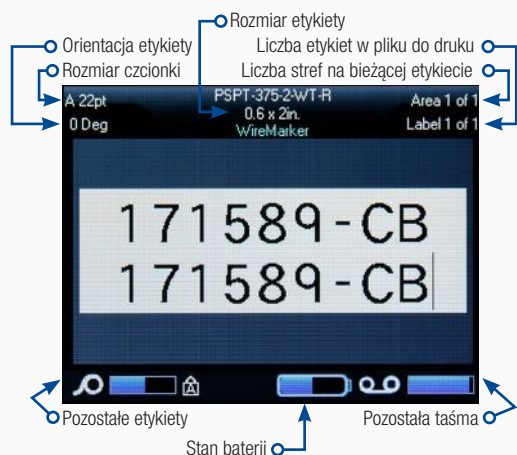 Rozmiar etykiety
Orientacja etykiety
Liczba etykiet w pliku do druku
Rozmiar czcionki
Liczba stref na bieżącej etykiecie
A 22pt
PSPT-375-2-WT-R
Area 1 of 1
0 Deg
0.6 x 2in.
Label 1 of 1
WireMarker
171589-CB
171589-CB
A
Pozostałe etykiety
Pozostała taśma
Stan baterii